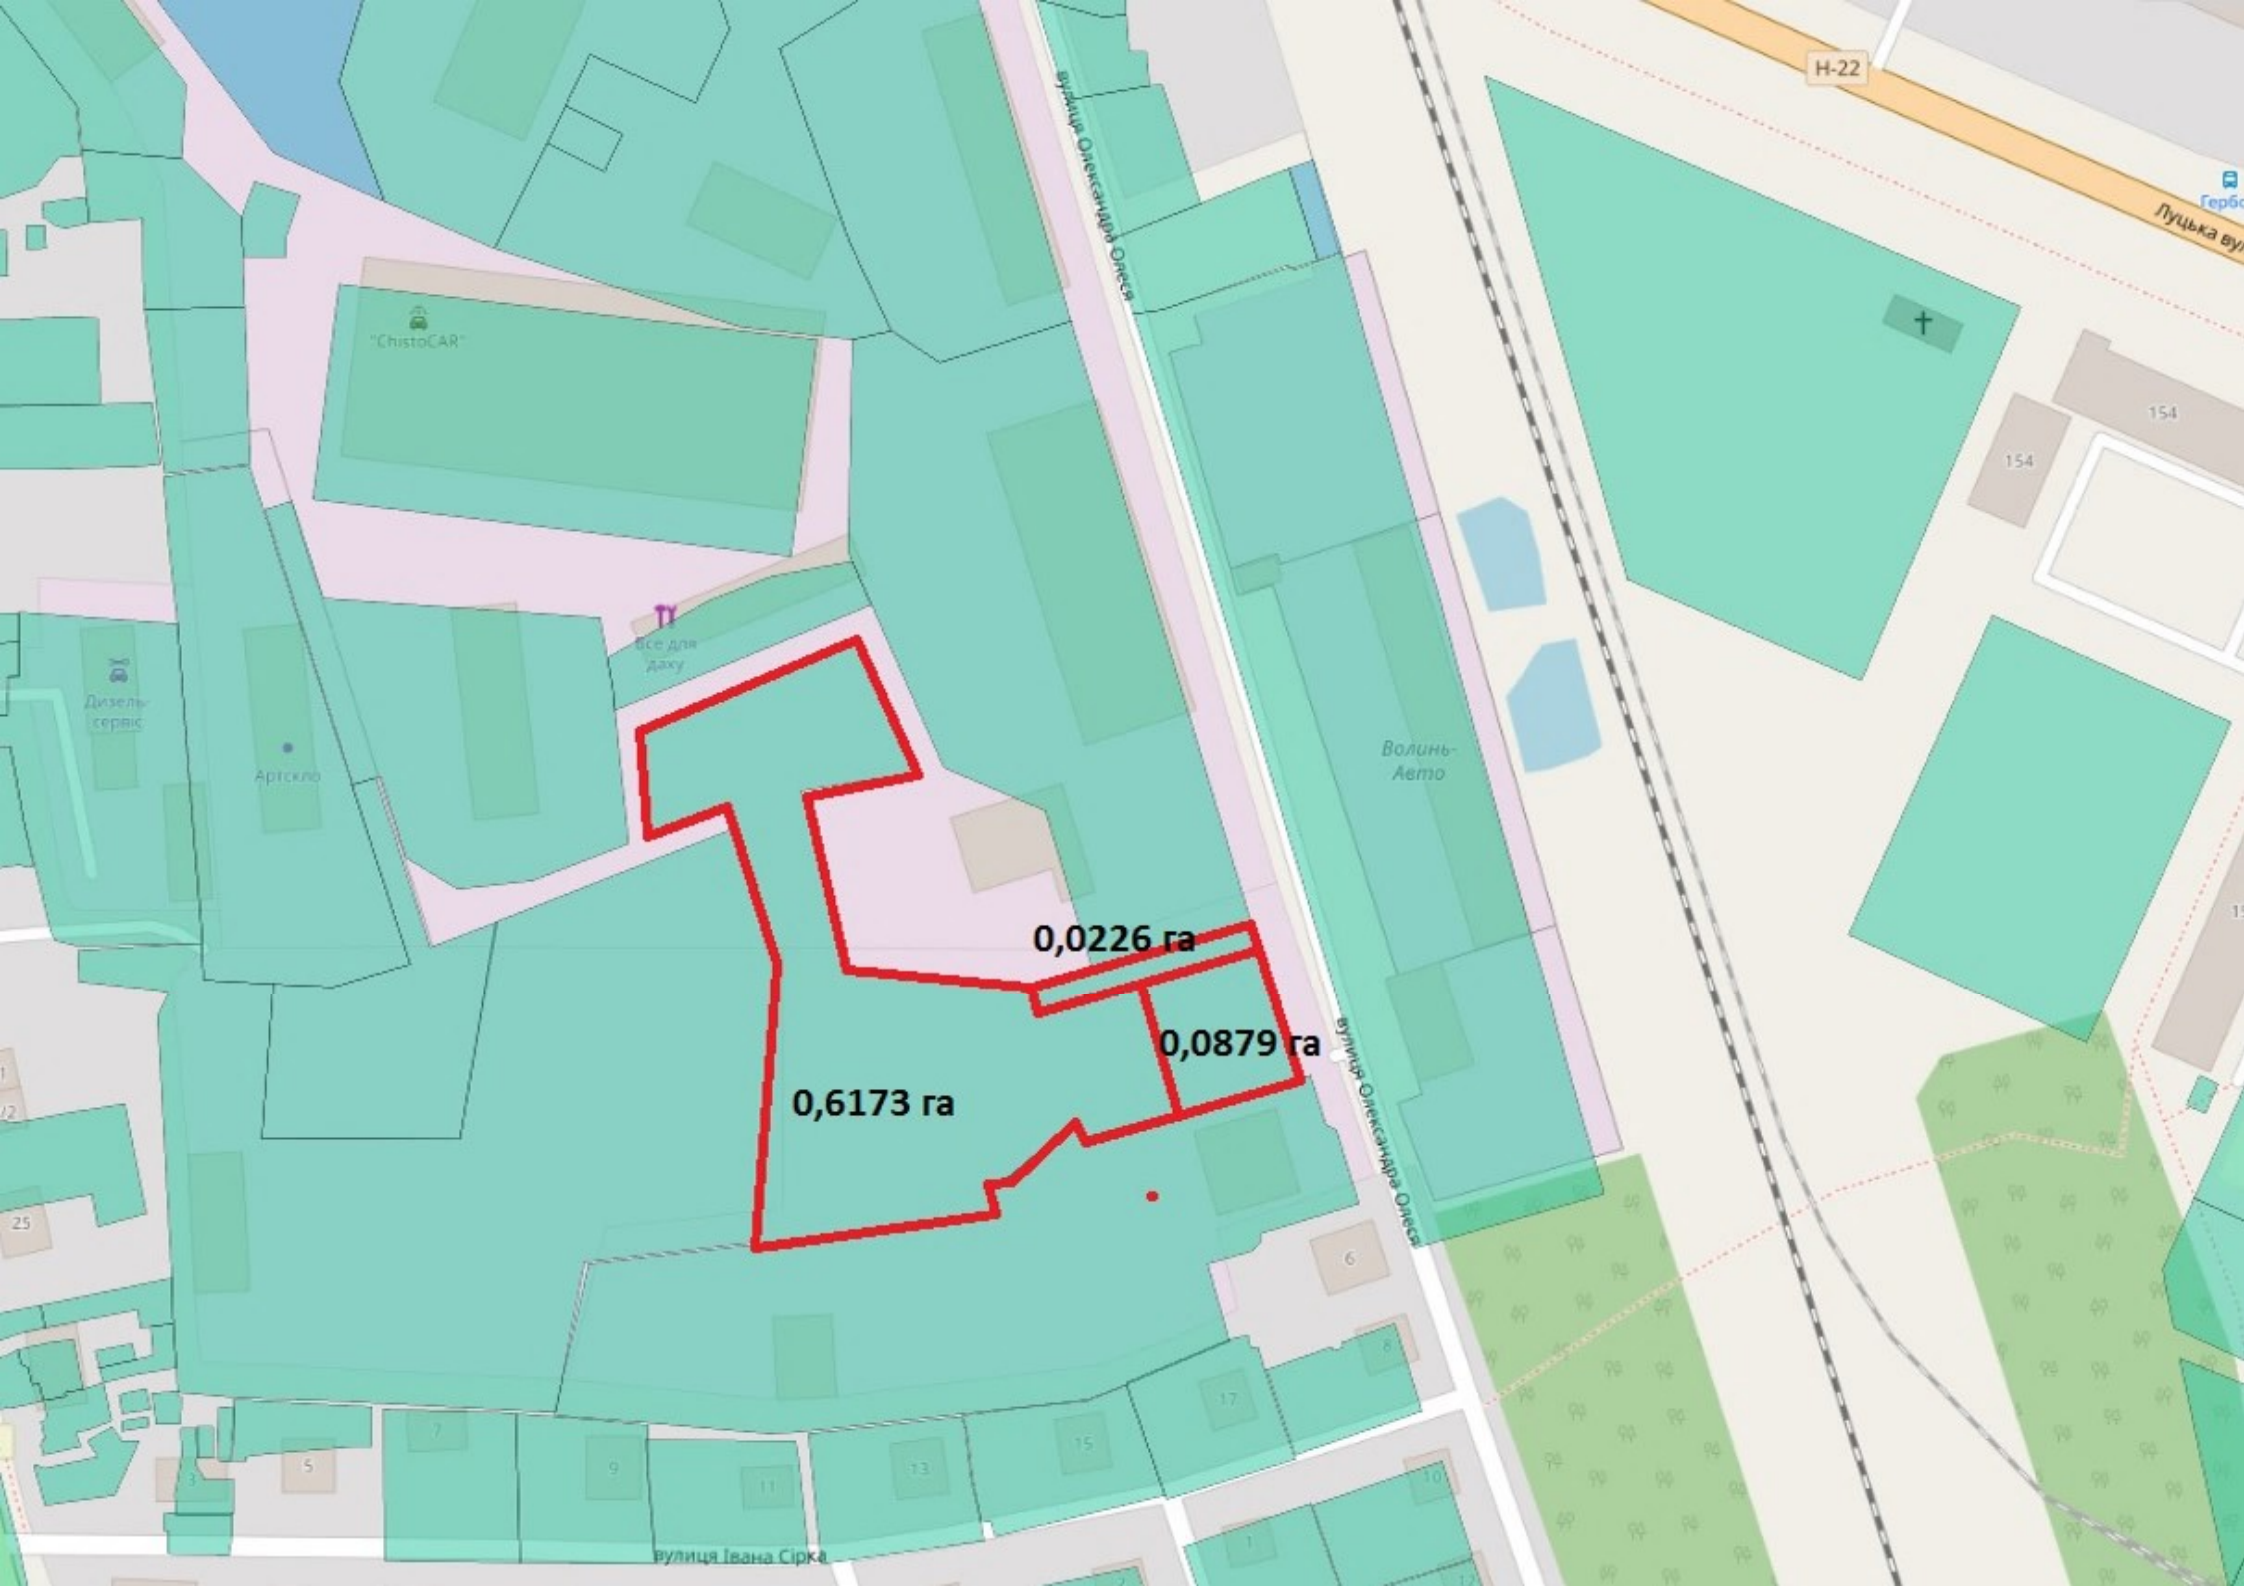 H-22
Луцька вул
вулиця Олександра Олеся
"ChistoCAR"
154
154
Все для
даху
Дизель-
сервіс
Артскло
Волинь-
Авто
0,0226 га
0,0879 га
0,6173 га
вулиця Олександра Олеся
25
6
8
17
7
15
13
9
5
11
3
10
1
вулиця Івана Сірка